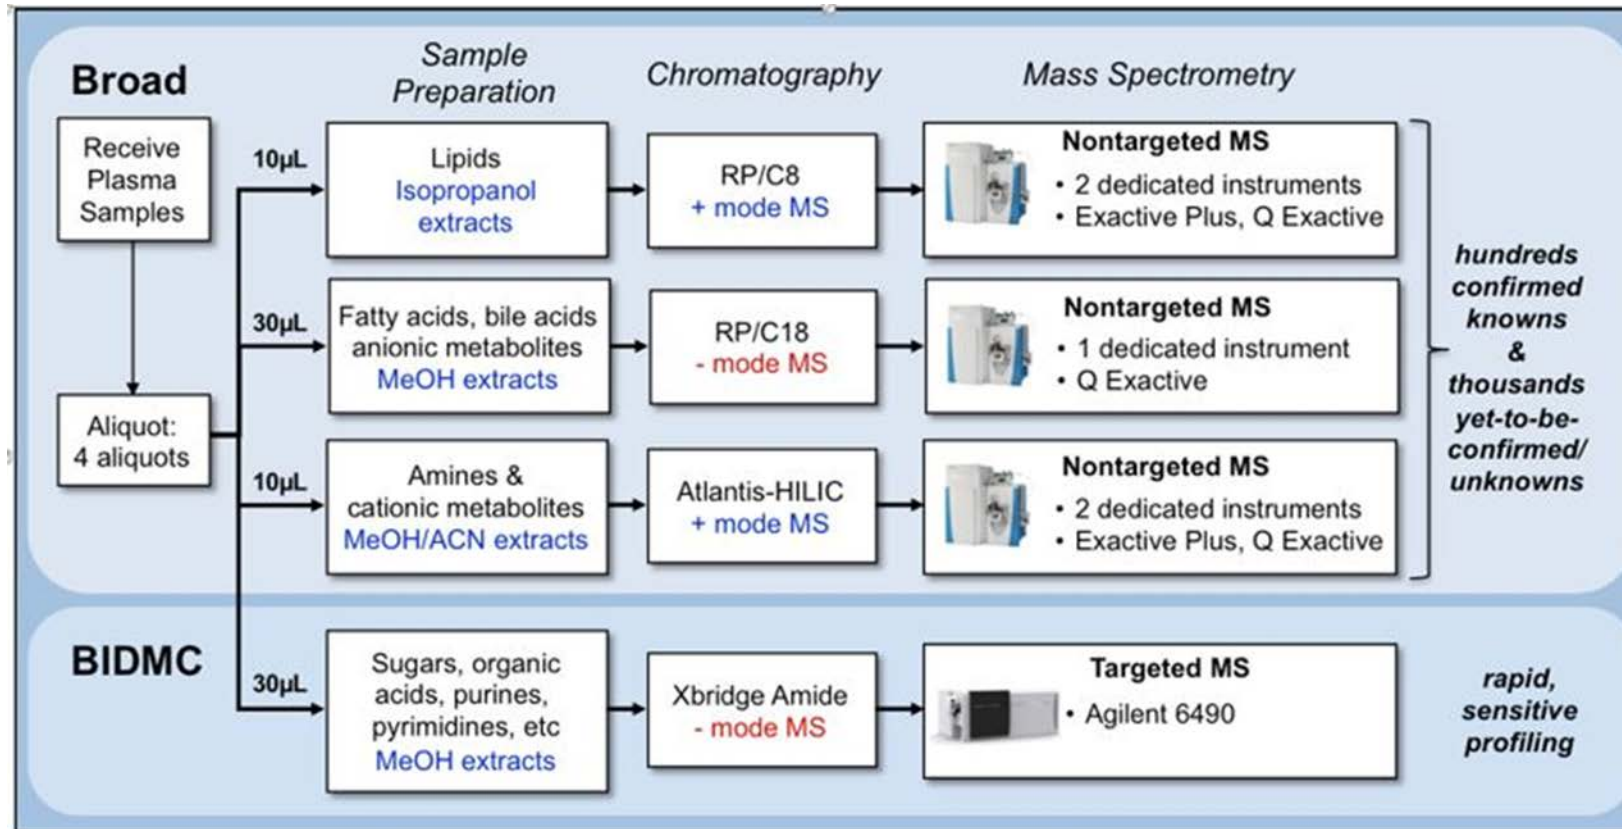 Broad
Sample
Preparation
Chromatography
Mass Spectrometry
Receive
Plasma
Samples
Aliquot:
4 aliquots
10µL
Lipids
Isopropanol
extracts
RP/C8
+ mode MS
Nontargeted MS
• 2 dedicated instruments
• Exactive Plus, Q Exactive
30µL
Fatty acids, bile acids
anionic metabolites
MeOH extracts
RP/C18
- mode MS
Nontargeted MS
• 1 dedicated instrument
• Q Exactive
10µL
Amines &
cationic metabolites
MeOH/ACN extracts
Atlantis-HILIC
+ mode MS
Nontargeted MS
• 2 dedicated instruments
• Exactive Plus, Q Exactive
hundreds
confirmed
knowns
&
thousands
yet-to-be-
confirmed/
unknowns
BIDMC
30µL
Sugars, organic
acids, purines,
pyrimidines, etc
MeOH extracts
Xbridge Amide
- mode MS
Targeted MS
• Agilent 6490
rapid,
sensitive
profiling